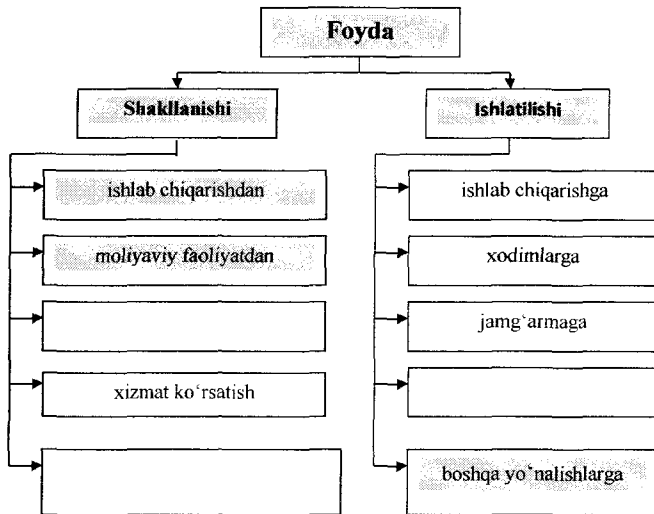 Foyda
Shakllanishi
Ishlatilishi
ishlab chiqarishdan
ishlab chiqarishga
moliyaviy faoliyatdan
xodimlarga
jamg‘armaga
xizmat ko‘rsatish
boshqa yo‘nalishlarga